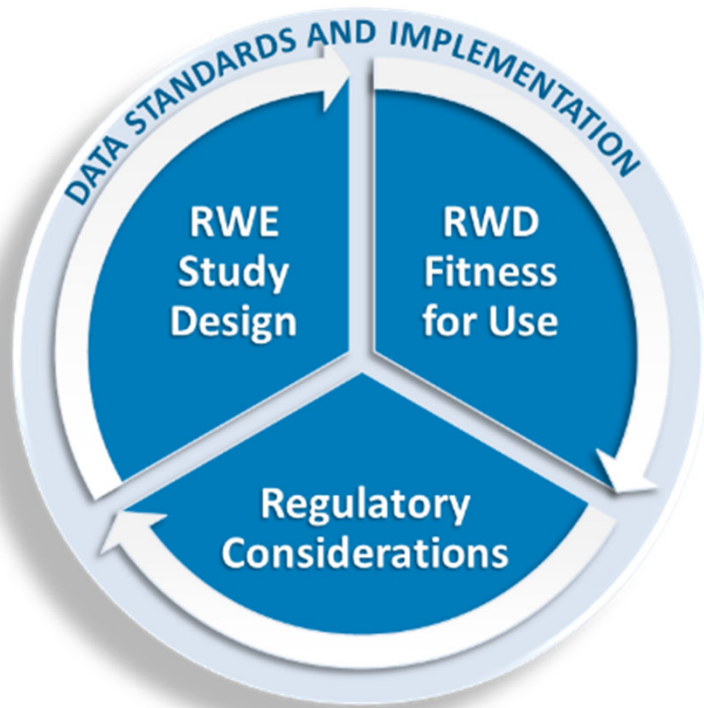 DATA STANDARDS AND IMPLEMENTATION
RWE
Study
Design
RWD
Fitness
for Use
Regulatory
Considerations